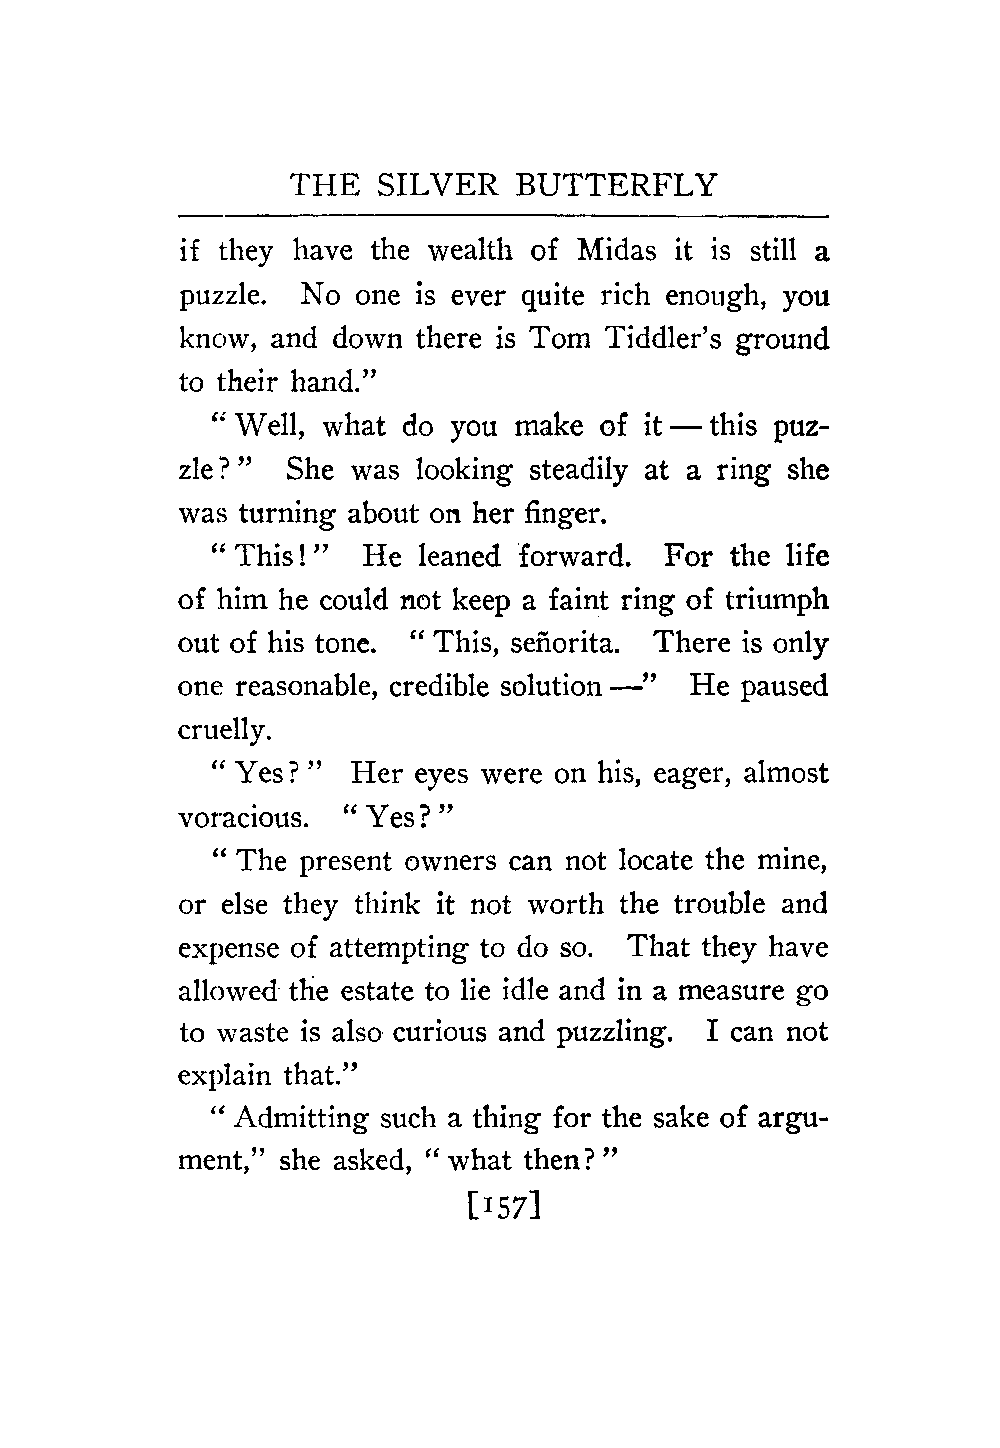 THE SILVER BUTTERFLY
if they have the wealth of Midas it is still a
puzzle. No one is ever quite rich enough, you
know, and down there is Tom Tiddler's ground
to their hand."
" Well, what do you make of it — this puz-
zle? " She was looking steadily at a ring she
was turning about on her finger.
" This! " He leaned forward. For the life
of him he could not keep a faint ring of triumph
out of his tone. " This, señorita. There is only
one reasonable, credible solution —" He paused
cruelly.
" Yes? " Her eyes were on his, eager, almost
voracious. " Yes? "
" The present owners can not locate the mine,
or else they think it not worth the trouble and
expense of attempting to do so. That they have
allowed the estate to lie idle and in a measure go
to waste is also curious and puzzling. I can not
explain that."
" Admitting such a thing for the sake of argu-
ment," she asked, " what then? "
[157]